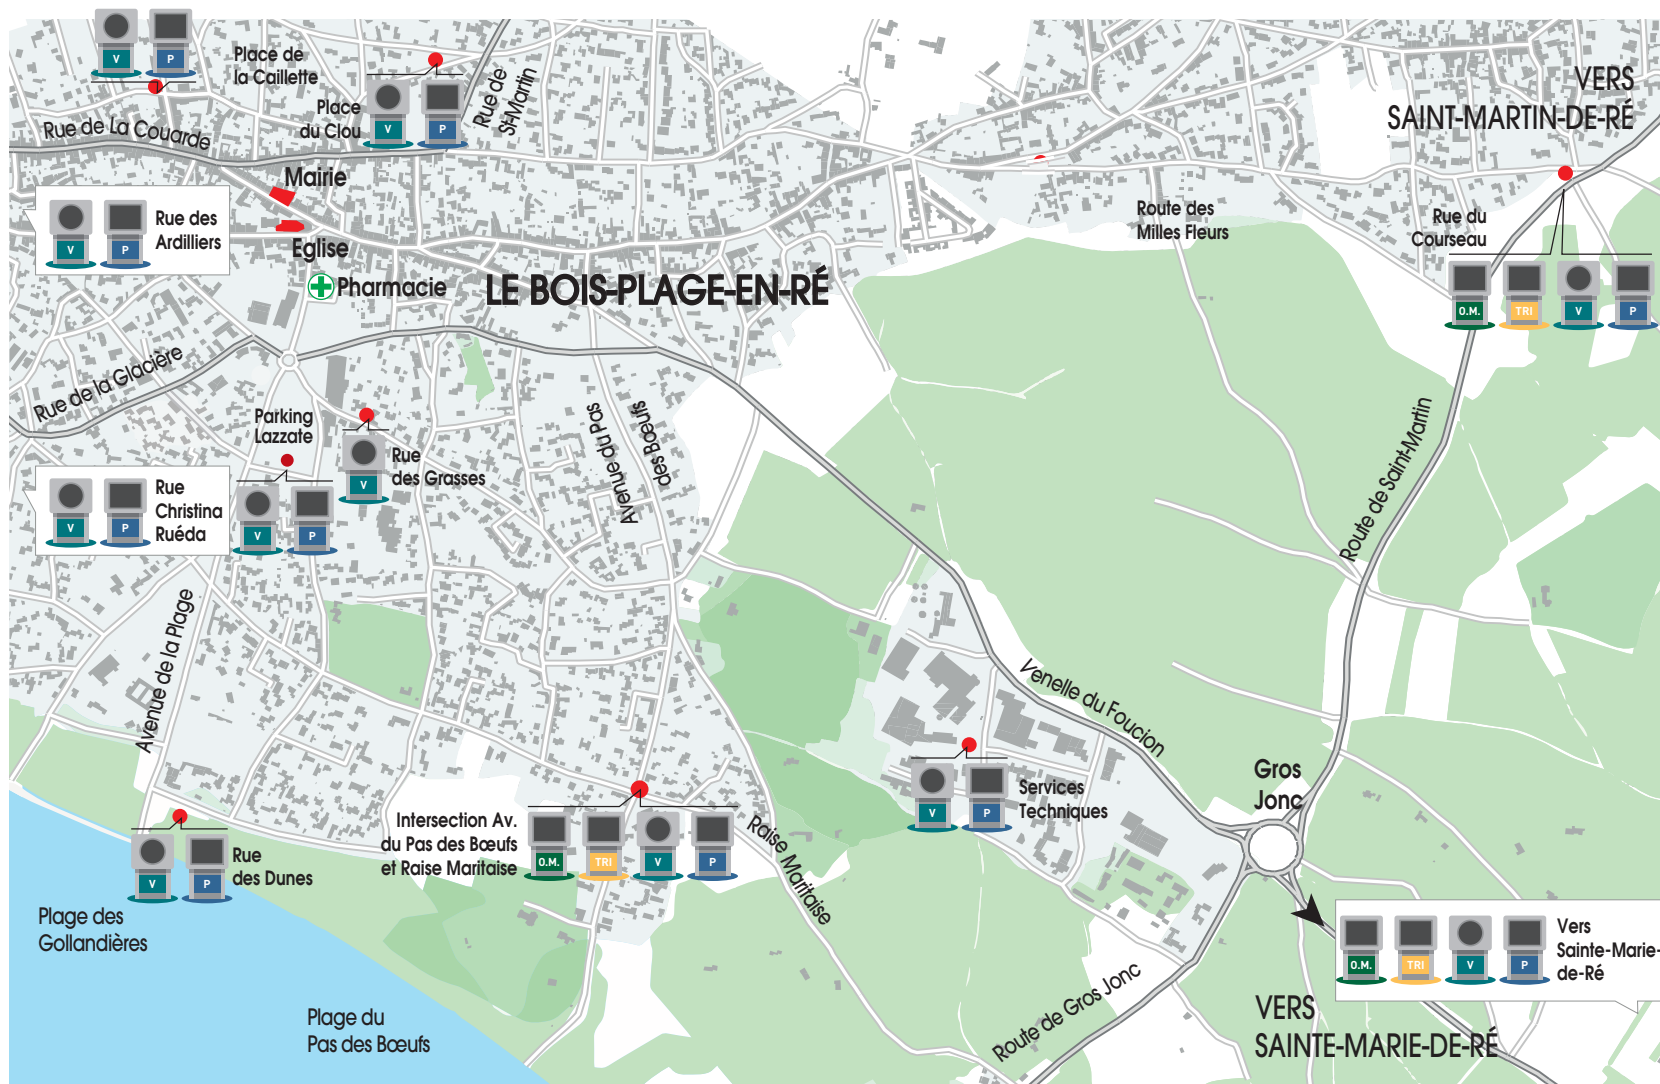 V P
Place de
la Caillette
Place
du Clou
V P
Rue de
St-Martin
VERS
SAINT-MARTIN-DE-RÉ
Rue de La Couarde
Mairie
Rue des
Ardilliers
V P
Eglise
Pharmacie
LE BOIS-PLAGE-EN-RÉ
Route des
Milles Fleurs
Rue du
Courseau
O.M. TRI V P
Rue de la Glacière
Parking
Lazzate
V P
Rue
des Grasses
V
Avenue du Pas
des Bœufs
Route de Saint-Martin
Rue
Christina
Ruéda
V P
Avenue de la Plage
Venelle du Foucion
Gros
Jonc
Services
Techniques
V P
Intersection Av.
du Pas des Bœufs
et Raise Maritaise
O.M. TRI V P
Raise Maritaise
Rue
des Dunes
V P
Plage des
Gollandières
Plage du
Pas des Bœufs
Route de Gros Jonc
O.M. TRI V P
Vers
Sainte-Marie-
de-Ré
VERS
SAINTE-MARIE-DE-RÉ